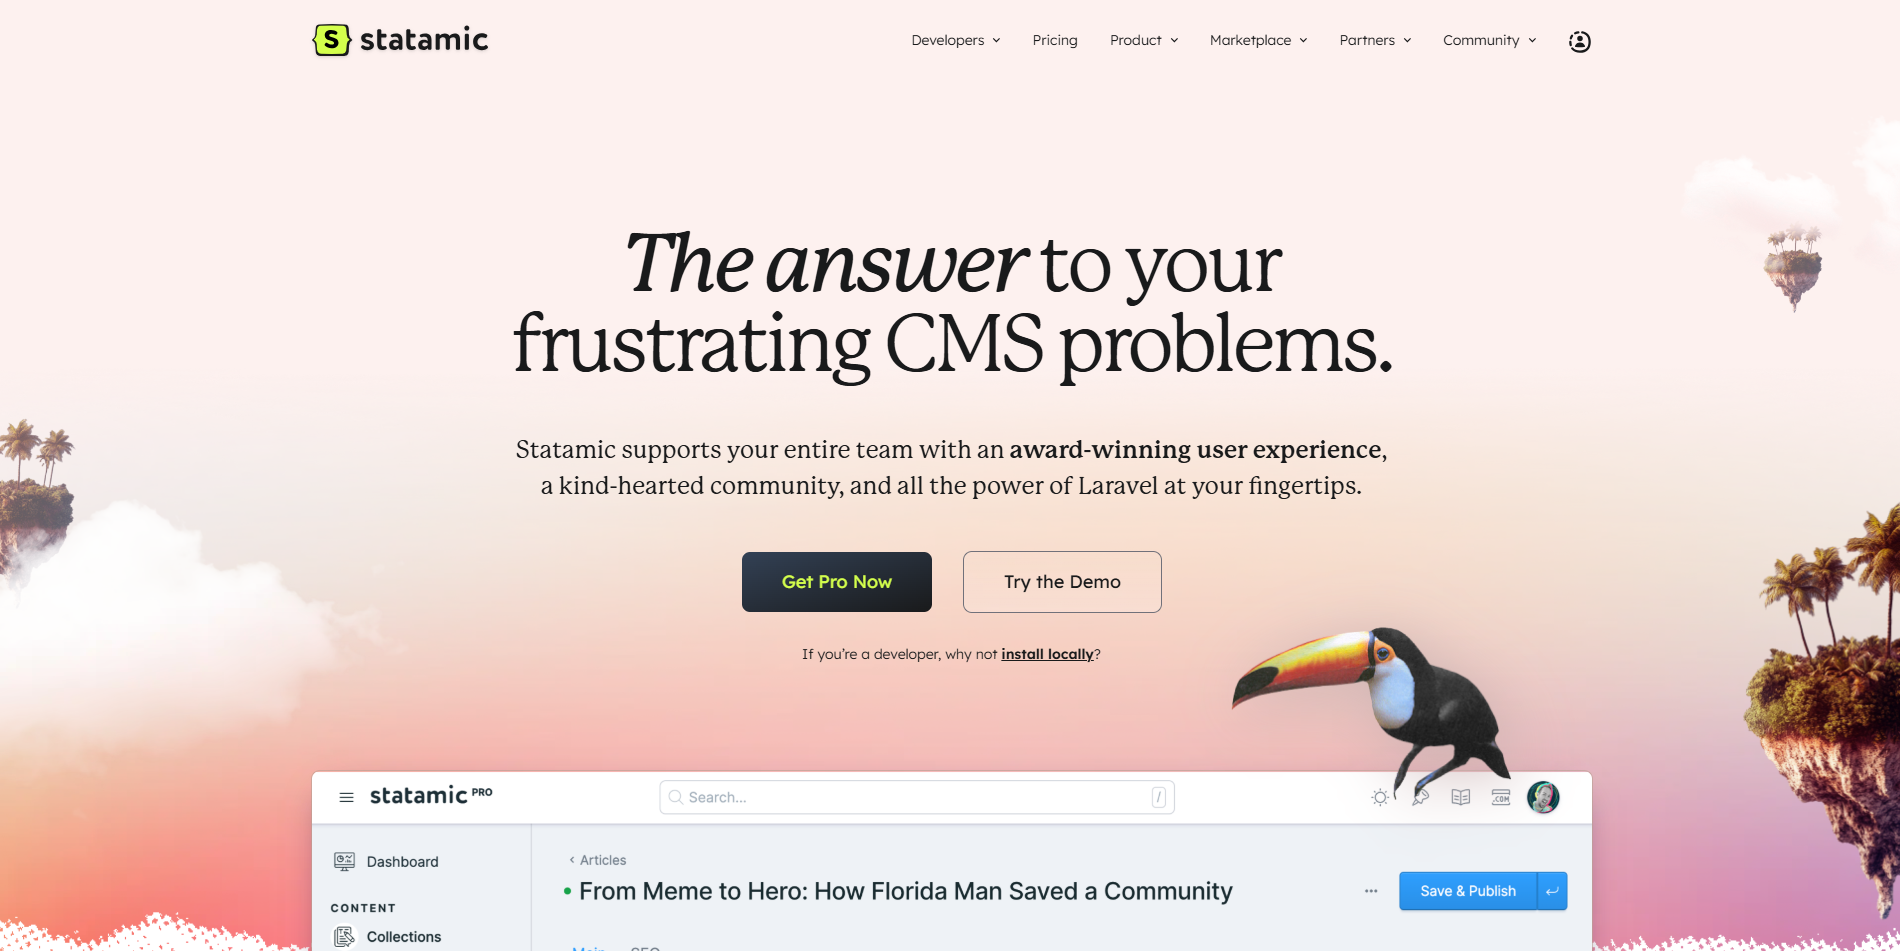 S statamic
Developers
Pricing
Product
Marketplace
Partners
Community
The answer to your
frustrating CMS problems.
Statamic supports your entire team with an award-winning user experience,
a kind-hearted community, and all the power of Laravel at your fingertips.
Get Pro Now
Try the Demo
If you’re a developer, why not install locally?
statamic PRO
Search...
/
.COM
Dashboard
CONTENT
Collections
‹ Articles
From Meme to Hero: How Florida Man Saved a Community
Save & Publish
Main
SEO